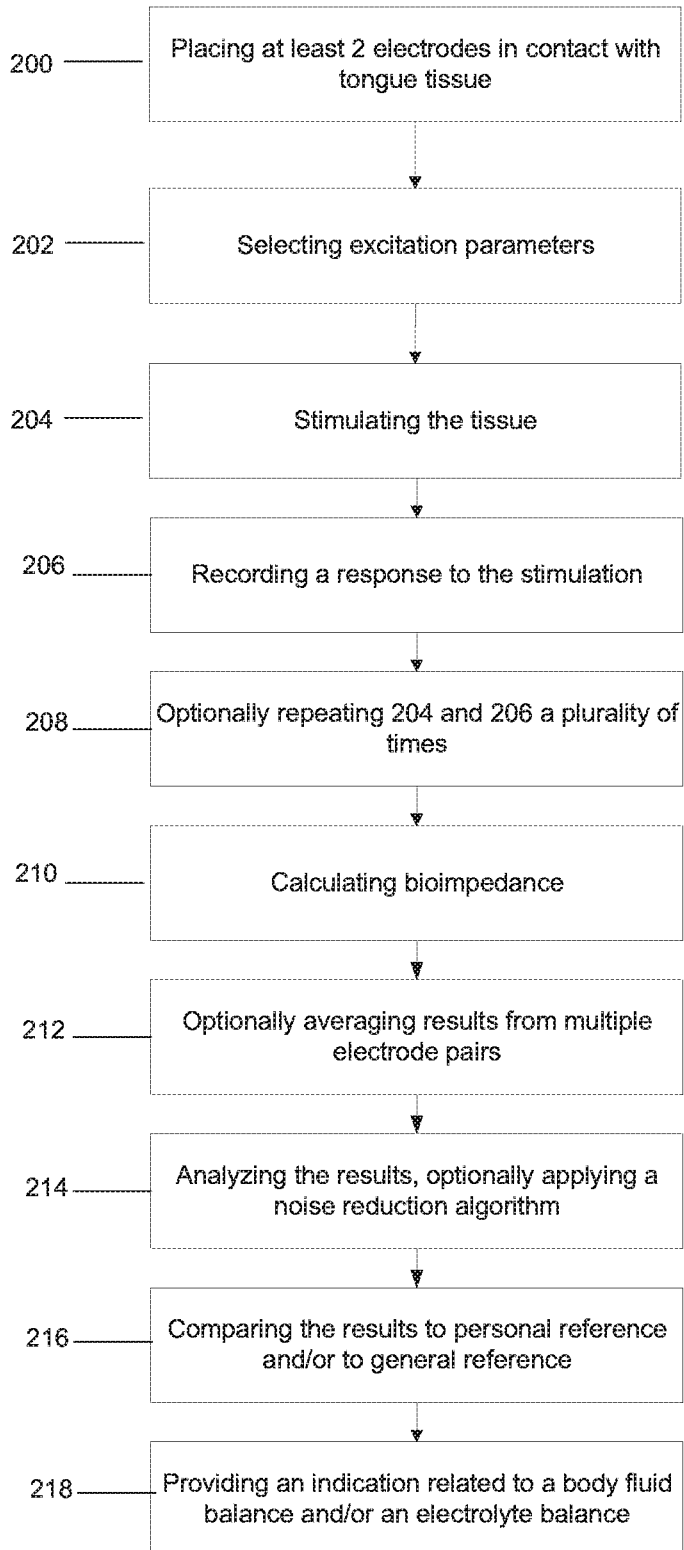 200
Placing at least 2 electrodes in contact with
tongue tissue
202
Selecting excitation parameters
204
Stimulating the tissue
206
Recording a response to the stimulation
208
Optionally repeating 204 and 206 a plurality of
times
210
Calculating bioimpedance
212
Optionally averaging results from multiple
electrode pairs
214
Analyzing the results, optionally applying a
noise reduction algorithm
216
Comparing the results to personal reference
and/or to general reference
218
Providing an indication related to a body fluid
balance and/or an electrolyte balance